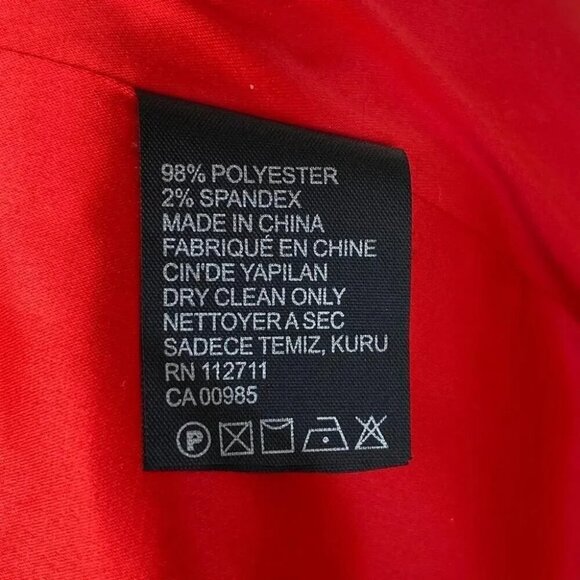 98% POLYESTER
2% SPANDEX
MADE IN CHINA
FABRIQUÉ EN CHINE
CIN'DE YAPILAN
DRY CLEAN ONLY
NETTOYER A SEC
SADECE TEMIZ, KURU
RN 112711
CA 00985
P